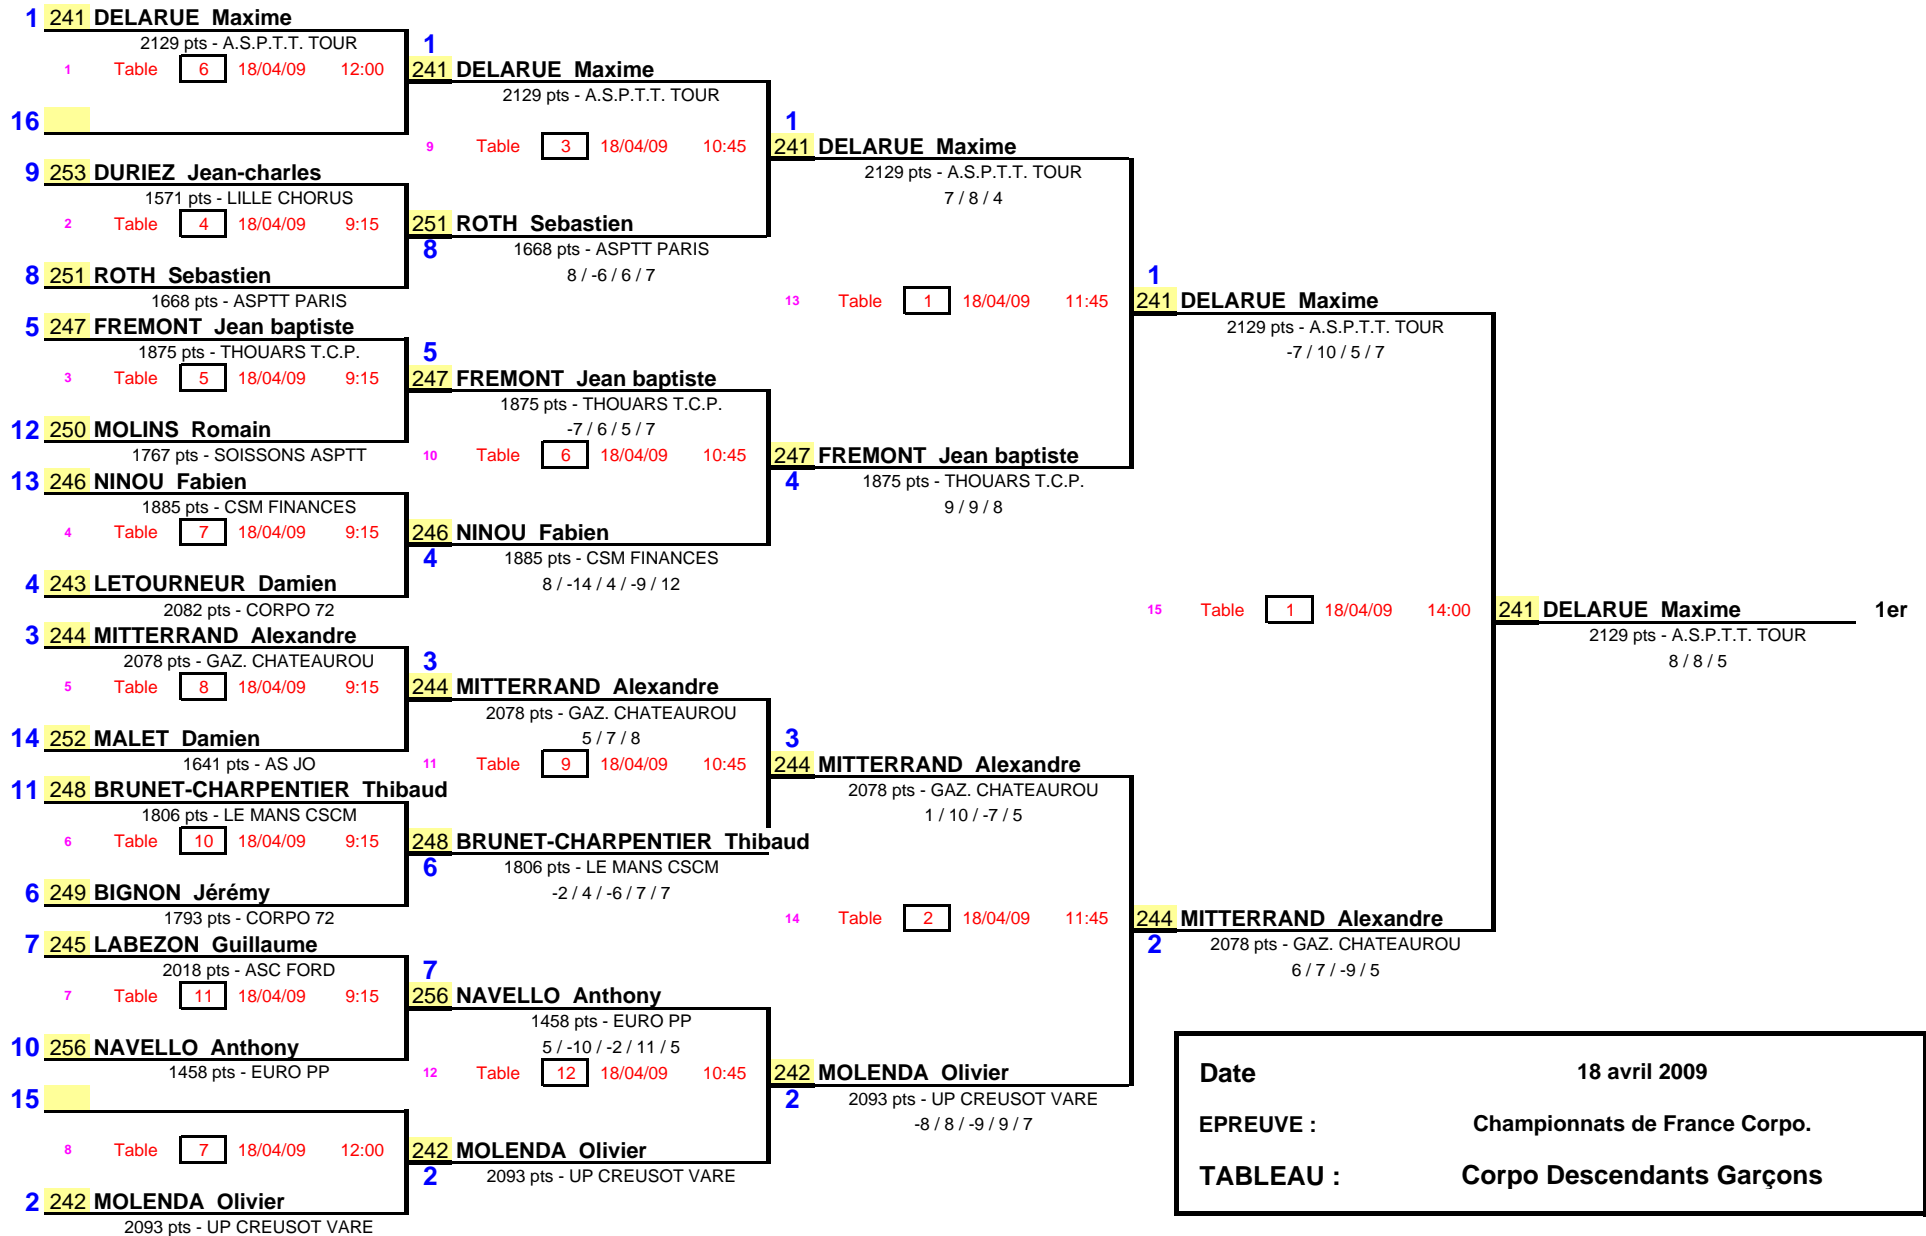 1 241 DELARUE Maxime
2129 pts - A.S.P.T.T. TOUR
1 Table 6 18/04/09 12:00
16
9 253 DURIEZ Jean-charles
1571 pts - LILLE CHORUS
2 Table 4 18/04/09 9:15
8 251 ROTH Sebastien
1668 pts - ASPTT PARIS
5 247 FREMONT Jean baptiste
1875 pts - THOUARS T.C.P.
3 Table 5 18/04/09 9:15
12 250 MOLINS Romain
1767 pts - SOISSONS ASPTT
13 246 NINOU Fabien
1885 pts - CSM FINANCES
4 Table 7 18/04/09 9:15
4 243 LETOURNEUR Damien
2082 pts - CORPO 72
3 244 MITTERRAND Alexandre
2078 pts - GAZ. CHATEAUROU
5 Table 8 18/04/09 9:15
14 252 MALET Damien
1641 pts - AS JO
11 248 BRUNET-CHARPENTIER Thibaud
1806 pts - LE MANS CSCM
6 Table 10 18/04/09 9:15
6 249 BIGNON Jérémy
1793 pts - CORPO 72
7 245 LABEZON Guillaume
2018 pts - ASC FORD
7 Table 11 18/04/09 9:15
10 256 NAVELLO Anthony
1458 pts - EURO PP
15
8 Table 7 18/04/09 12:00
2 242 MOLENDA Olivier
2093 pts - UP CREUSOT VARE
1
241 DELARUE Maxime
2129 pts - A.S.P.T.T. TOUR
9 Table 3 18/04/09 10:45
251 ROTH Sebastien
8
1668 pts - ASPTT PARIS
8 / -6 / 6 / 7
5
247 FREMONT Jean baptiste
1875 pts - THOUARS T.C.P.
-7 / 6 / 5 / 7
10 Table 6 18/04/09 10:45
246 NINOU Fabien
4
1885 pts - CSM FINANCES
8 / -14 / 4 / -9 / 12
3
244 MITTERRAND Alexandre
2078 pts - GAZ. CHATEAUROU
5 / 7 / 8
11 Table 9 18/04/09 10:45
248 BRUNET-CHARPENTIER Thibaud
6
1806 pts - LE MANS CSCM
-2 / 4 / -6 / 7 / 7
7
256 NAVELLO Anthony
1458 pts - EURO PP
5 / -10 / -2 / 11 / 5
12 Table 12 18/04/09 10:45
242 MOLENDA Olivier
2
2093 pts - UP CREUSOT VARE
1
241 DELARUE Maxime
2129 pts - A.S.P.T.T. TOUR
7 / 8 / 4
13 Table 1 18/04/09 11:45
247 FREMONT Jean baptiste
4
1875 pts - THOUARS T.C.P.
9 / 9 / 8
3
244 MITTERRAND Alexandre
2078 pts - GAZ. CHATEAUROU
1 / 10 / -7 / 5
14 Table 2 18/04/09 11:45
242 MOLENDA Olivier
2
2093 pts - UP CREUSOT VARE
-8 / 8 / -9 / 9 / 7
1
241 DELARUE Maxime
2129 pts - A.S.P.T.T. TOUR
-7 / 10 / 5 / 7
15 Table 1 18/04/09 14:00
244 MITTERRAND Alexandre
2
2078 pts - GAZ. CHATEAUROU
6 / 7 / -9 / 5
241 DELARUE Maxime 1er
2129 pts - A.S.P.T.T. TOUR
8 / 8 / 5
Date 18 avril 2009
EPREUVE : Championnats de France Corpo.
TABLEAU : Corpo Descendants Garçons